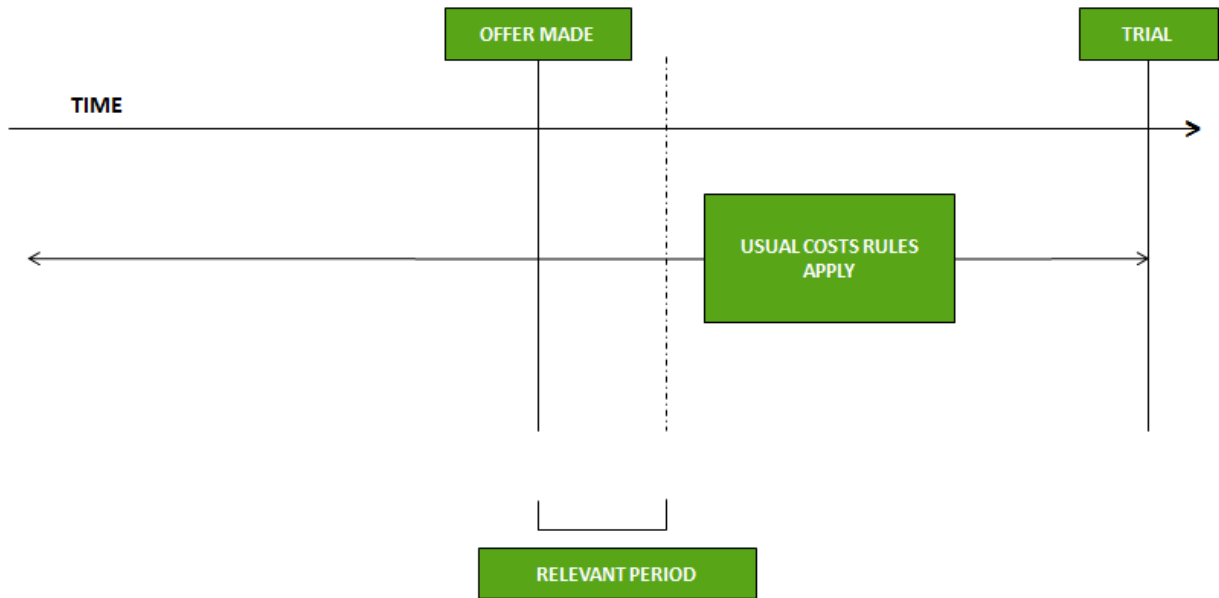 OFFER MADE
TRIAL
TIME
USUAL COSTS RULES
APPLY
RELEVANT PERIOD